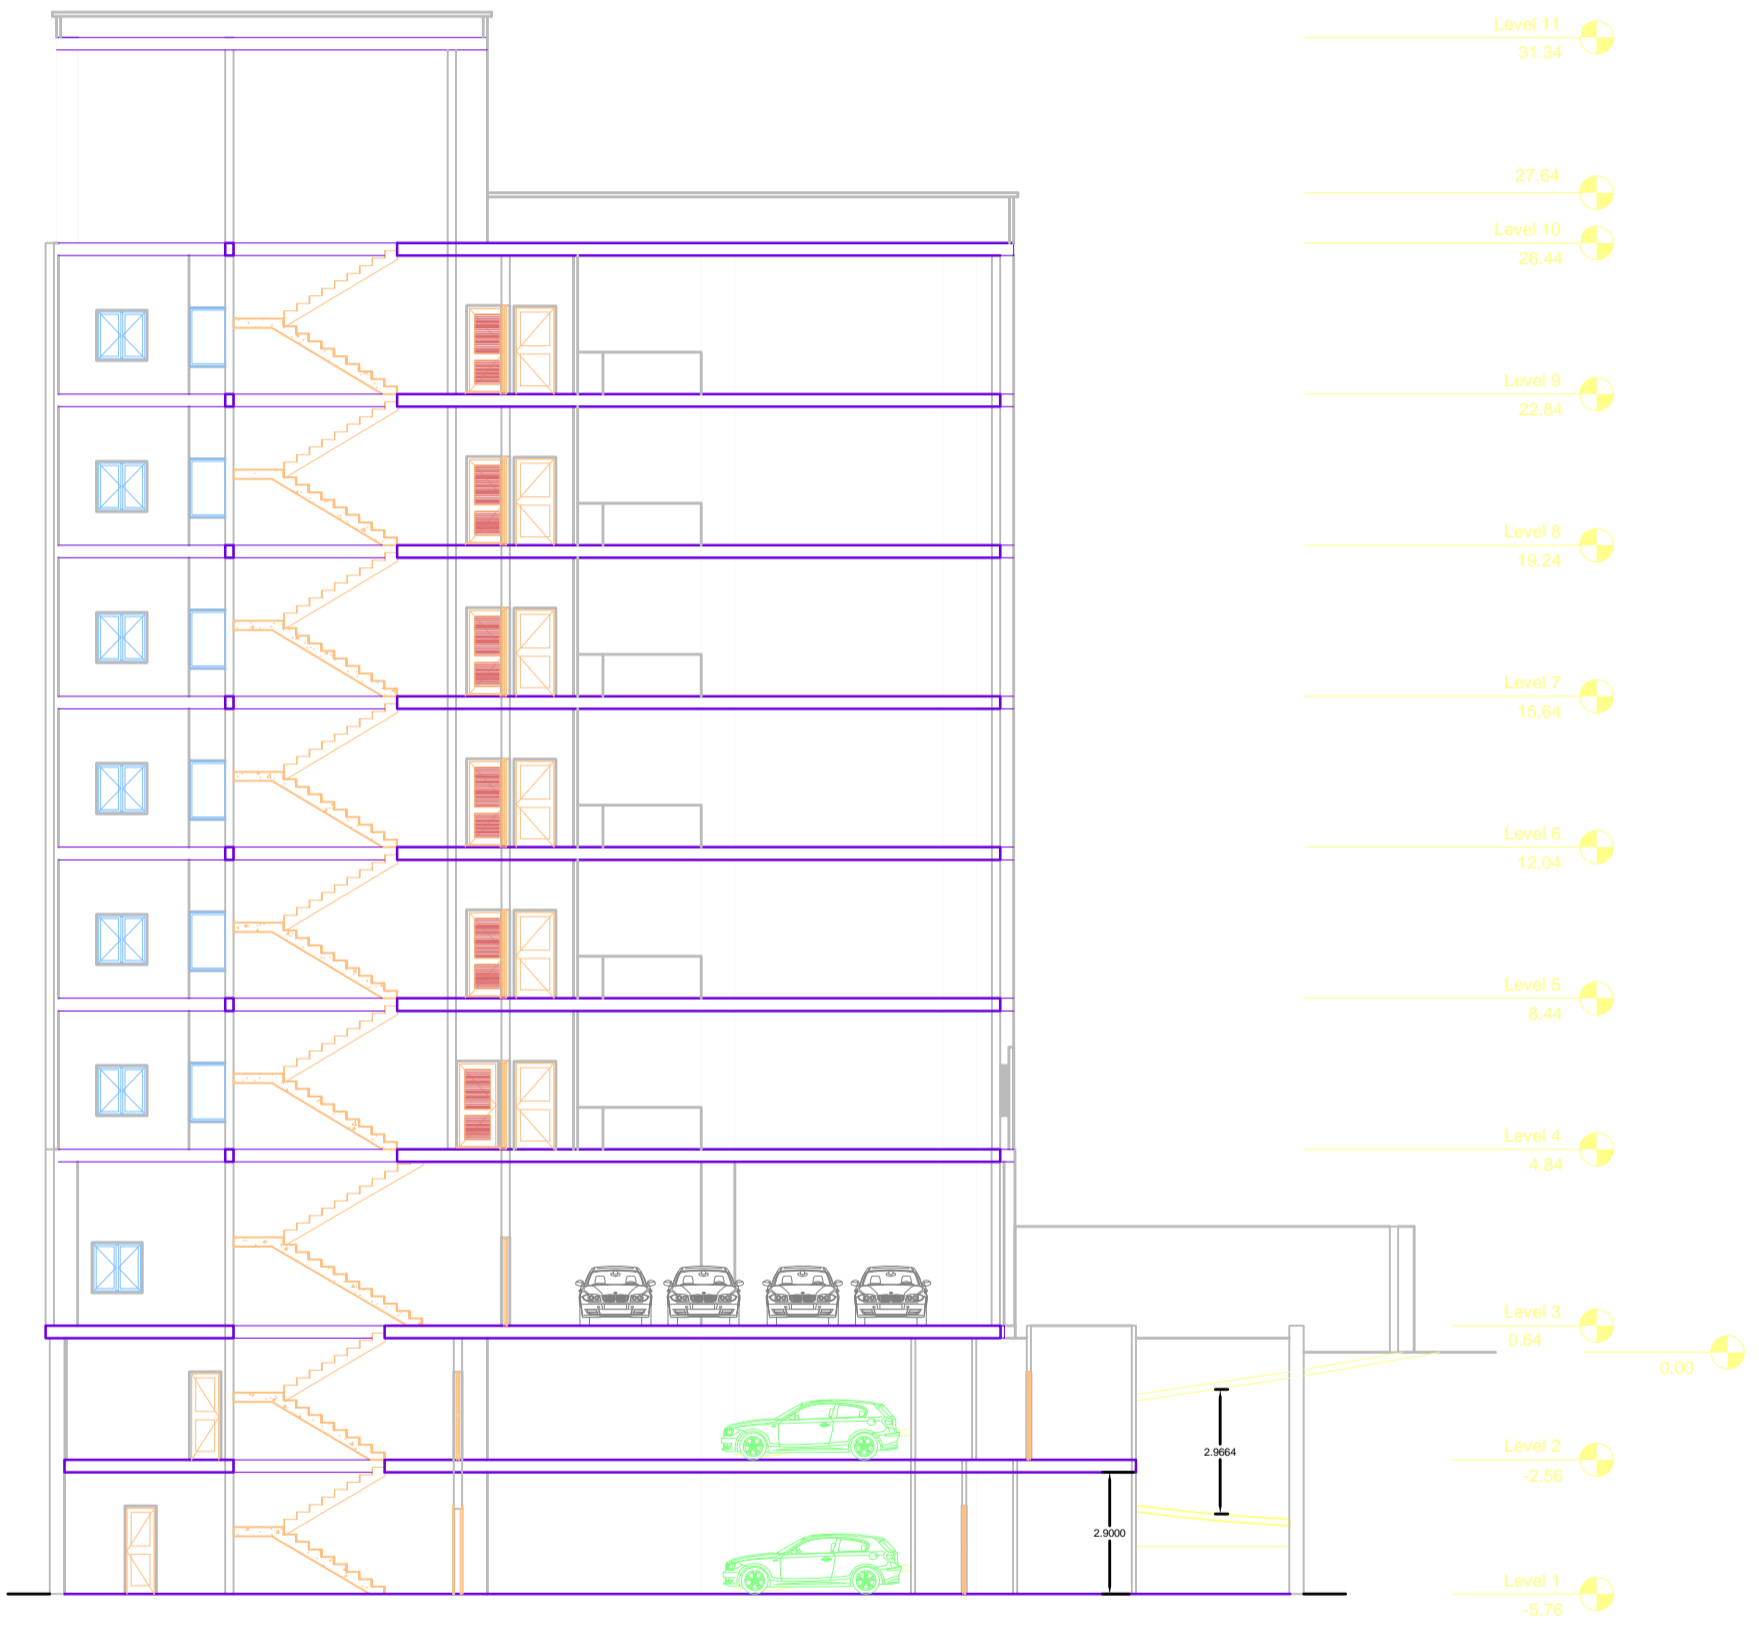 Level 11
31.34
27.64
Level 10
26.44
Level 9
22.84
Level 8
19.24
Level 7
15.64
Level 6
12.04
Level 5
8.44
Level 4
4.84
Level 3
0.64
0.00
2.9664
Level 2
-2.56
2.9000
Level 1
-5.76